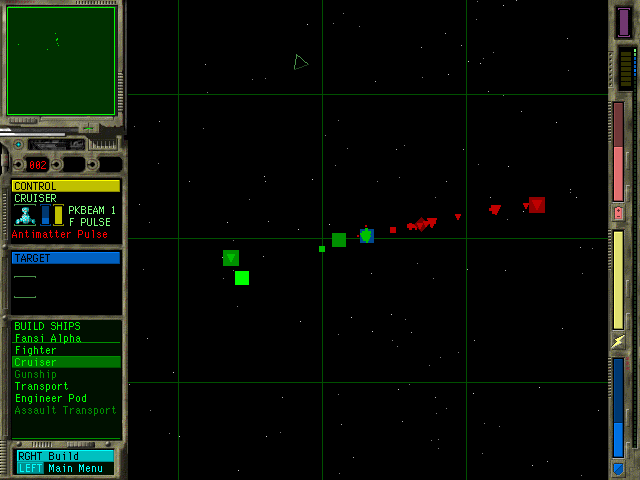 002
CONTROL
CRUISER
PKBEAM 1
F PULSE
Antimatter Pulse
TARGET
BUILD SHIPS
Fansi Alpha
Fighter
Cruiser
Gunship
Transport
Engineer Pod
Assault Transport
RGHT Build
LEFT Main Menu